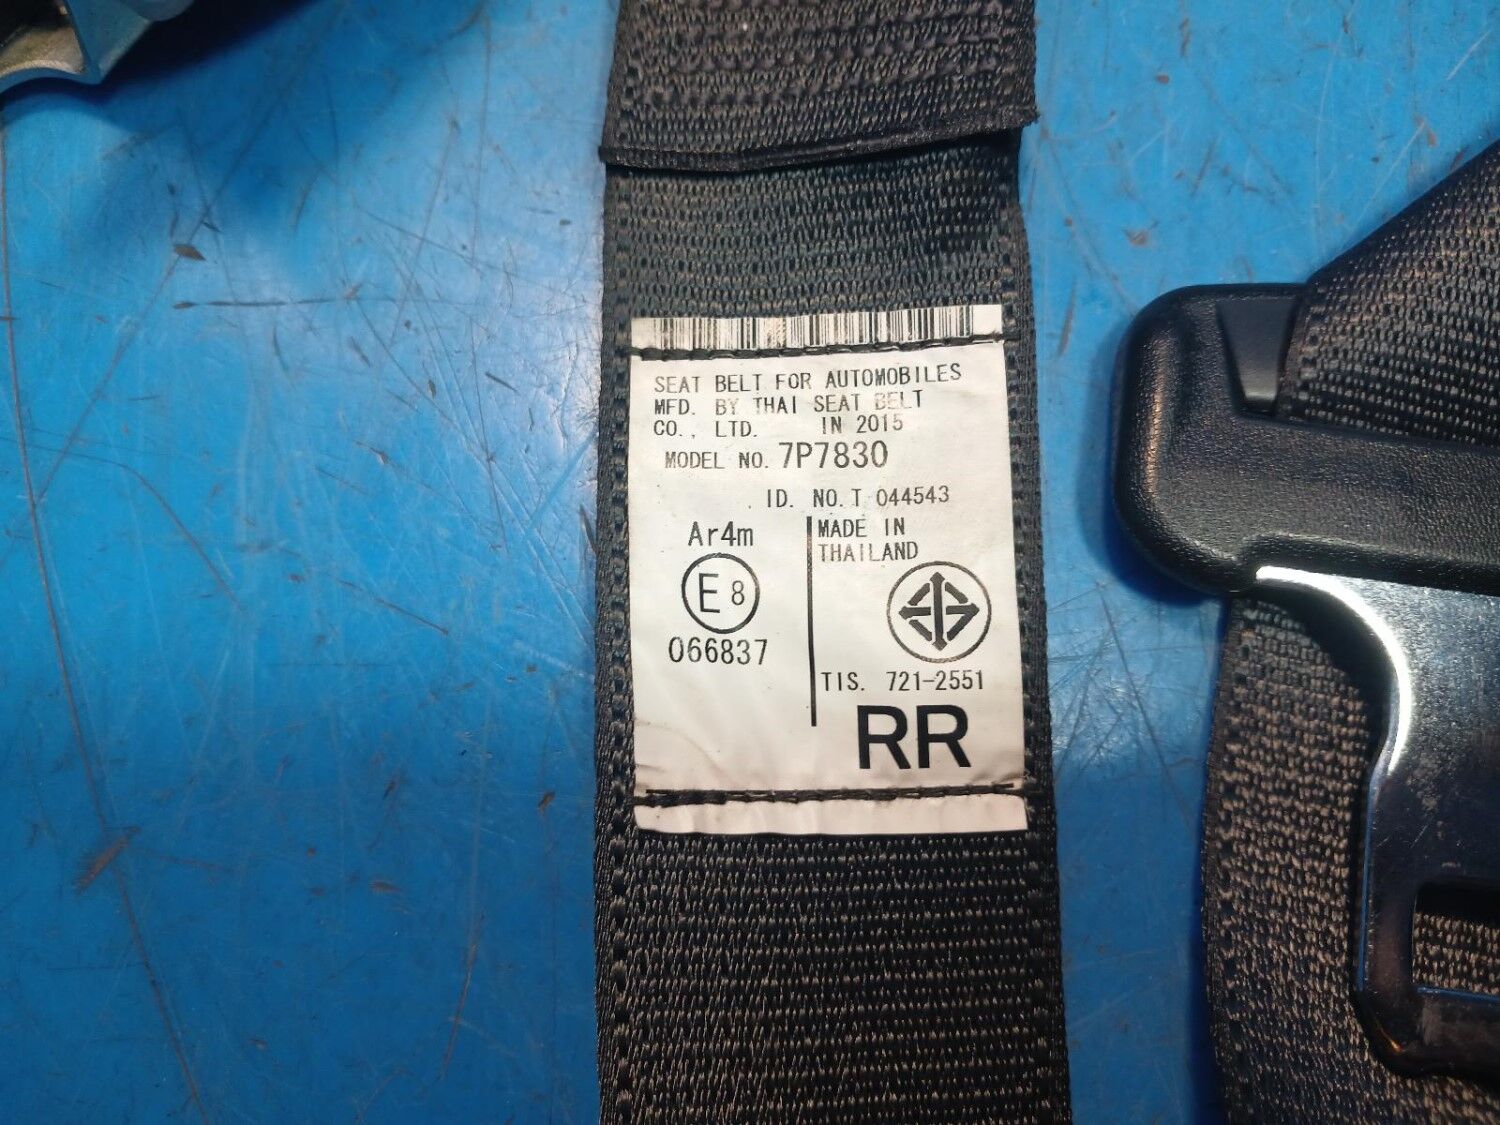 SEAT BELT FOR AUTOMOBILES
MFD. BY THAI SEAT BELT
CO., LTD. IN 2015
MODEL NO. 7P7830
ID. NO. T 044543
Ar4m
E8
066837
MADE IN
THAILAND
TIS. 721-2551
RR